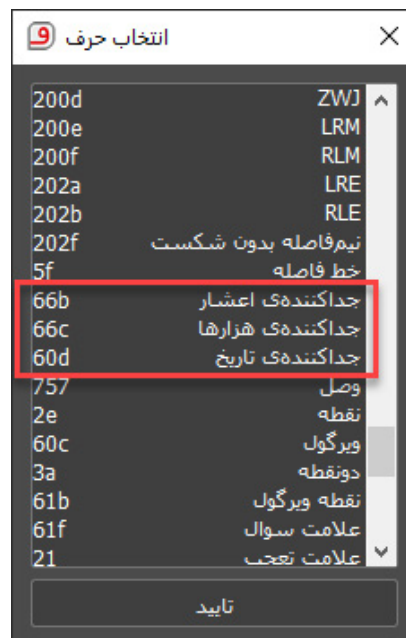 انتخاب حرف
200d ZWJ
200e LRM
200f RLM
202a LRE
202b RLE
202f نیم‌فاصله بدون شکست
5f خط فاصله
66b جداکننده‌ی اعشار
66c جداکننده‌ی هزارها
60d جداکننده‌ی تاریخ
757 وصل
2e نقطه
60c ویرگول
3a دونقطه
61b نقطه ویرگول
61f علامت سوال
21 علامت تعجب
تایید